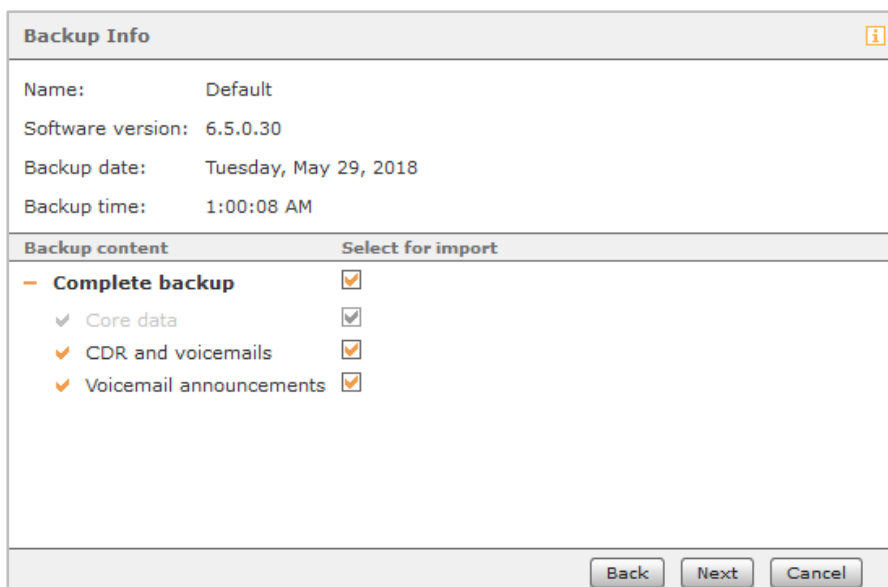 Backup Info
Name: Default
Software version: 6.5.0.30
Backup date: Tuesday, May 29, 2018
Backup time: 1:00:08 AM
Backup content Select for import
Complete backup
Core data
CDR and voicemails
Voicemail announcements
Back Next Cancel